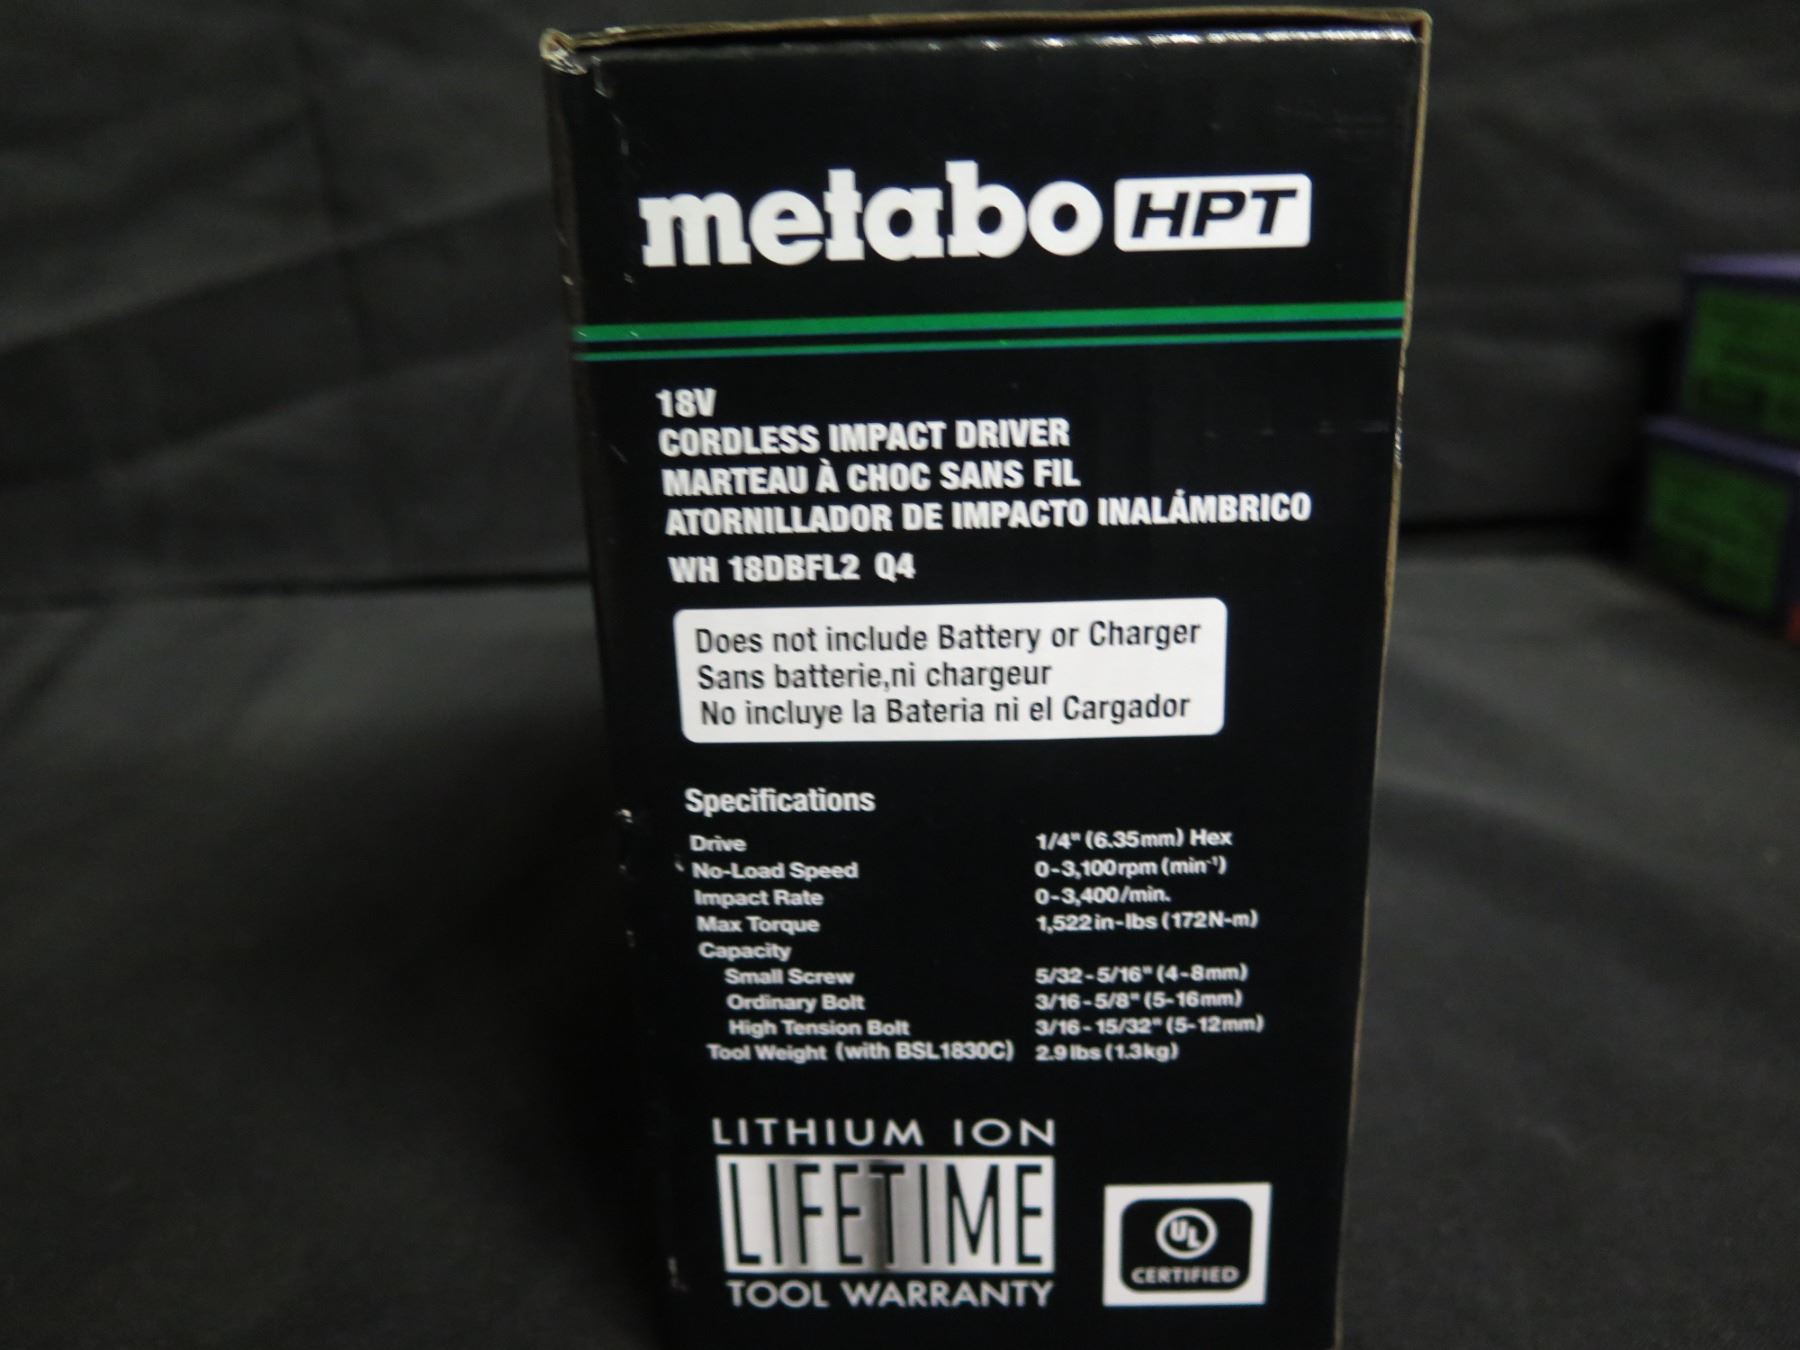 metabo HPT
18V
CORDLESS IMPACT DRIVER
MARTEAU À CHOC SANS FIL
ATORNILLADOR DE IMPACTO INALÁMBRICO
WH 18DBFL2 Q4
Does not include Battery or Charger
Sans batterie,ni chargeur
No incluye la Bateria ni el Cargador
Specifications
Drive 1/4" (6.35mm) Hex
No-Load Speed 0-3,100rpm (min⁻¹)
Impact Rate 0-3,400/min.
Max Torque 1,522in-lbs (172N-m)
Capacity
Small Screw 5/32-5/16" (4-8mm)
Ordinary Bolt 3/16-5/8" (5-16mm)
High Tension Bolt 3/16-15/32" (5-12mm)
Tool Weight (with BSL1830C) 2.9 lbs (1.3kg)
LITHIUM ION
LIFETIME
TOOL WARRANTY
UL
CERTIFIED